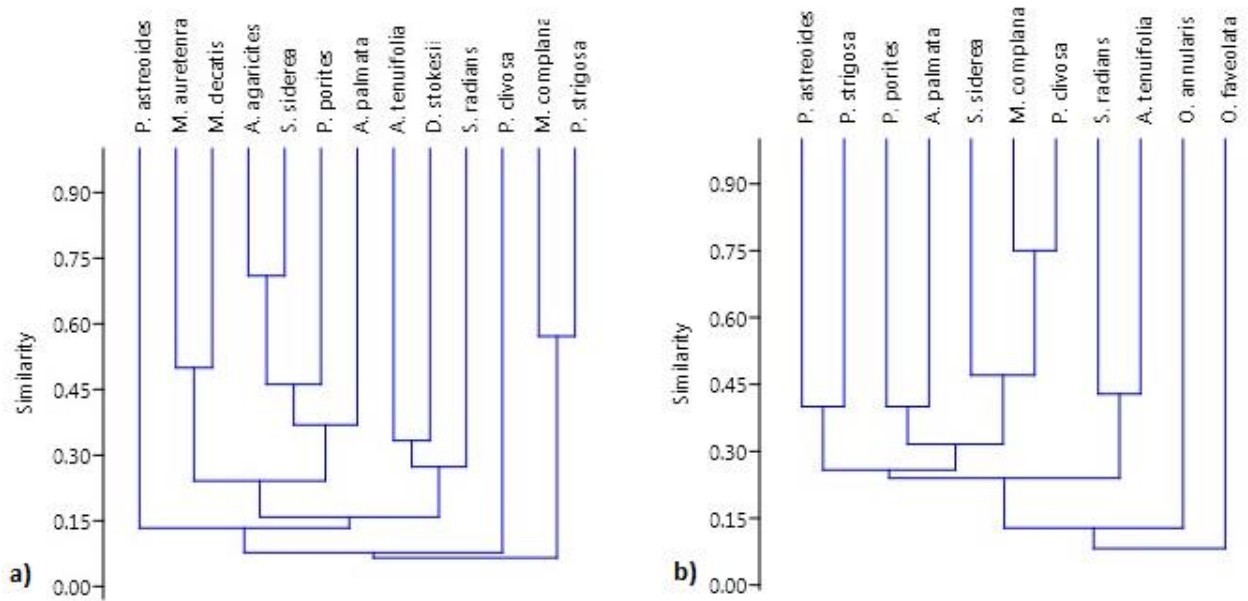 P. astreoides
M. auretenra
M. decatis
A. agaricites
S. siderea
P. porites
A. palmata
A. tenuifolia
D. stokesii
S. radians
P. clivosa
M. complana
P. strigosa
0.90
0.75
0.60
0.45
0.30
0.15
0.00
Similarity
a)
P. astreoides
P. strigosa
P. porites
A. palmata
S. siderea
M. complana
P. clivosa
S. radians
A. tenuifolia
O. annularis
O. faveolata
0.90
0.75
0.60
0.45
0.30
0.15
0.00
Similarity
b)